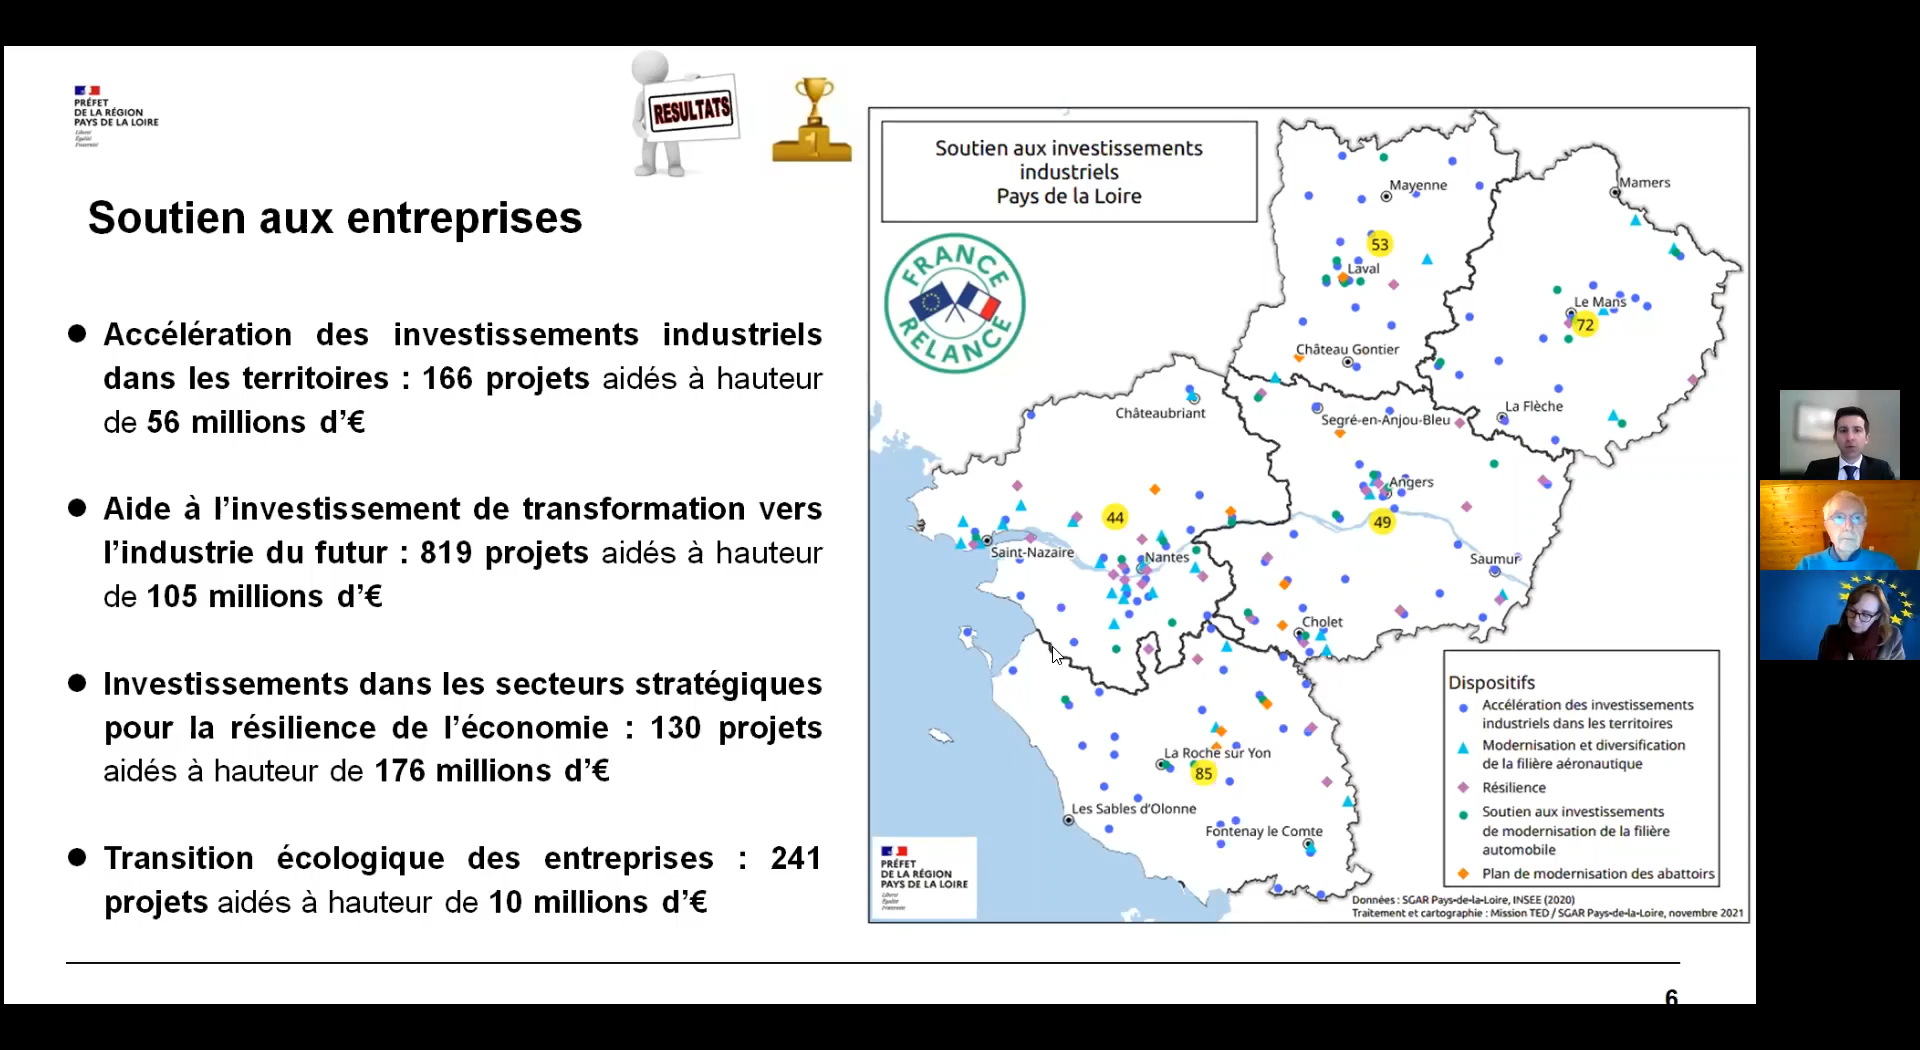 PRÉFET
DE LA RÉGION
PAYS DE LA LOIRE
Liberté
Égalité
Fraternité
RESULTATS
1
Soutien aux entreprises
● Accélération des investissements industriels
dans les territoires : 166 projets aidés à hauteur
de 56 millions d’€
● Aide à l’investissement de transformation vers
l’industrie du futur : 819 projets aidés à hauteur
de 105 millions d’€
● Investissements dans les secteurs stratégiques
pour la résilience de l’économie : 130 projets
aidés à hauteur de 176 millions d’€
● Transition écologique des entreprises : 241
projets aidés à hauteur de 10 millions d’€
Soutien aux investissements
industriels
Pays de la Loire
FRANCE
RELANCE
Mayenne
Mamers
53
Laval
Le Mans
72
Château Gontier
Châteaubriant
La Flèche
Segré-en-Anjou-Bleu
Angers
44
49
Saint-Nazaire
Nantes
Saumur
Cholet
La Roche sur Yon
85
Les Sables d'Olonne
Fontenay le Comte
Dispositifs
Accélération des investissements
industriels dans les territoires
Modernisation et diversification
de la filière aéronautique
Résilience
Soutien aux investissements
de modernisation de la filière
automobile
Plan de modernisation des abattoirs
PRÉFET
DE LA RÉGION
PAYS DE LA LOIRE
Liberté
Égalité
Fraternité
Données : SGAR Pays-de-la-Loire, INSEE (2020)
Traitement et cartographie : Mission TED / SGAR Pays-de-la-Loire, novembre 2021
6